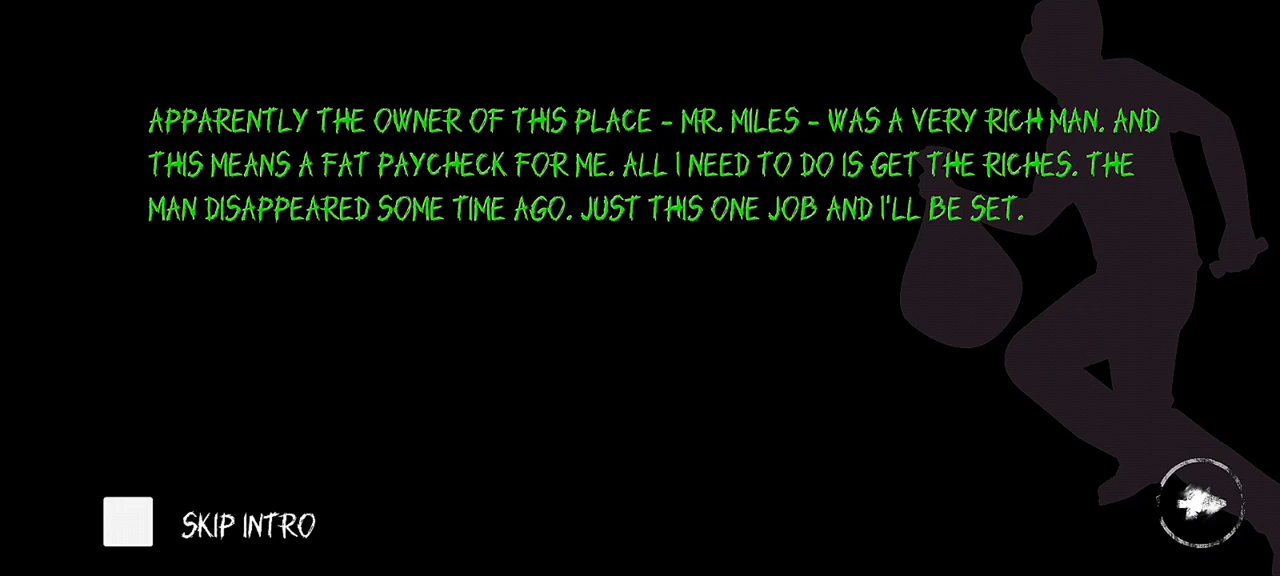 APPARENTLY THE OWNER OF THIS PLACE - MR. MILES - WAS A VERY RICH MAN. AND
THIS MEANS A FAT PAYCHECK FOR ME. ALL I NEED TO DO IS GET THE RICHES. THE
MAN DISAPPEARED SOME TIME AGO. JUST THIS ONE JOB AND I'LL BE SET.
SKIP INTRO